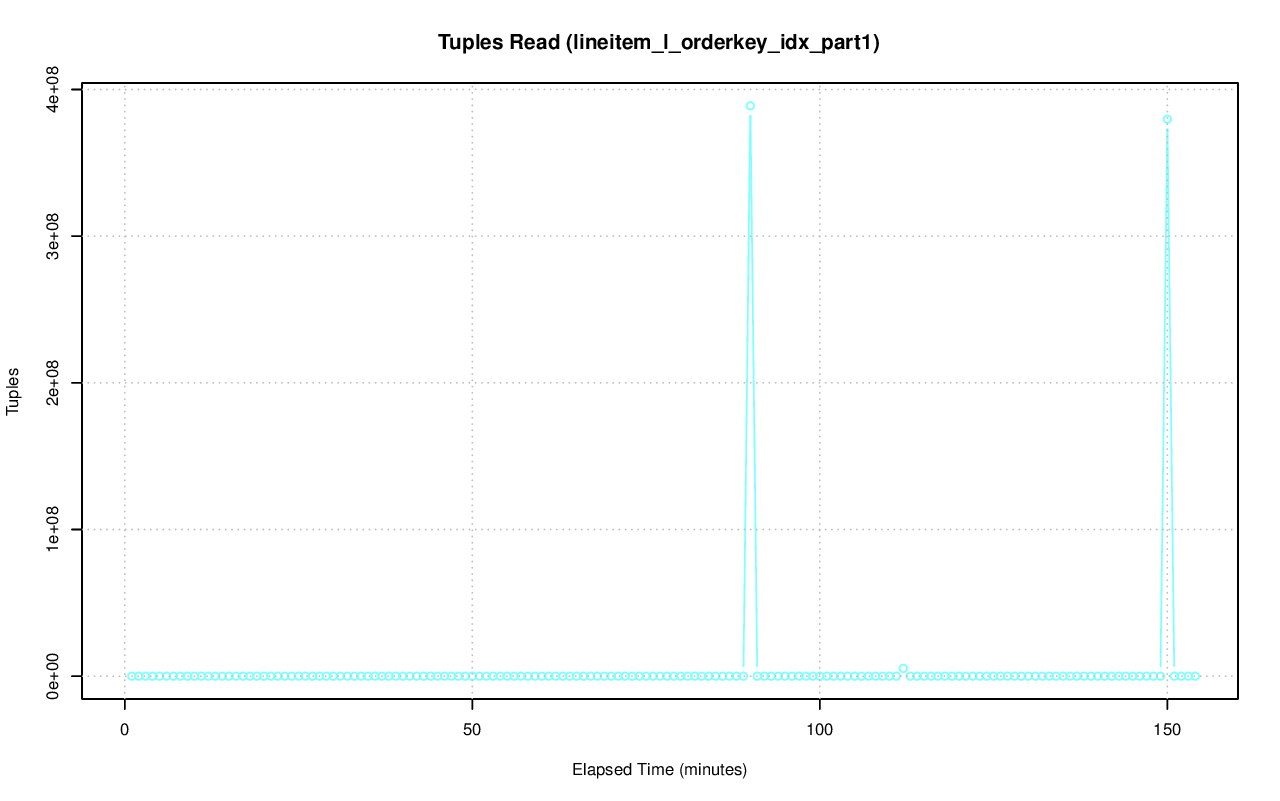 Tuples Read (lineitem_l_orderkey_idx_part1)
4e+08
3e+08
2e+08
1e+08
0e+00
Tuples
0 50 100 150
Elapsed Time (minutes)